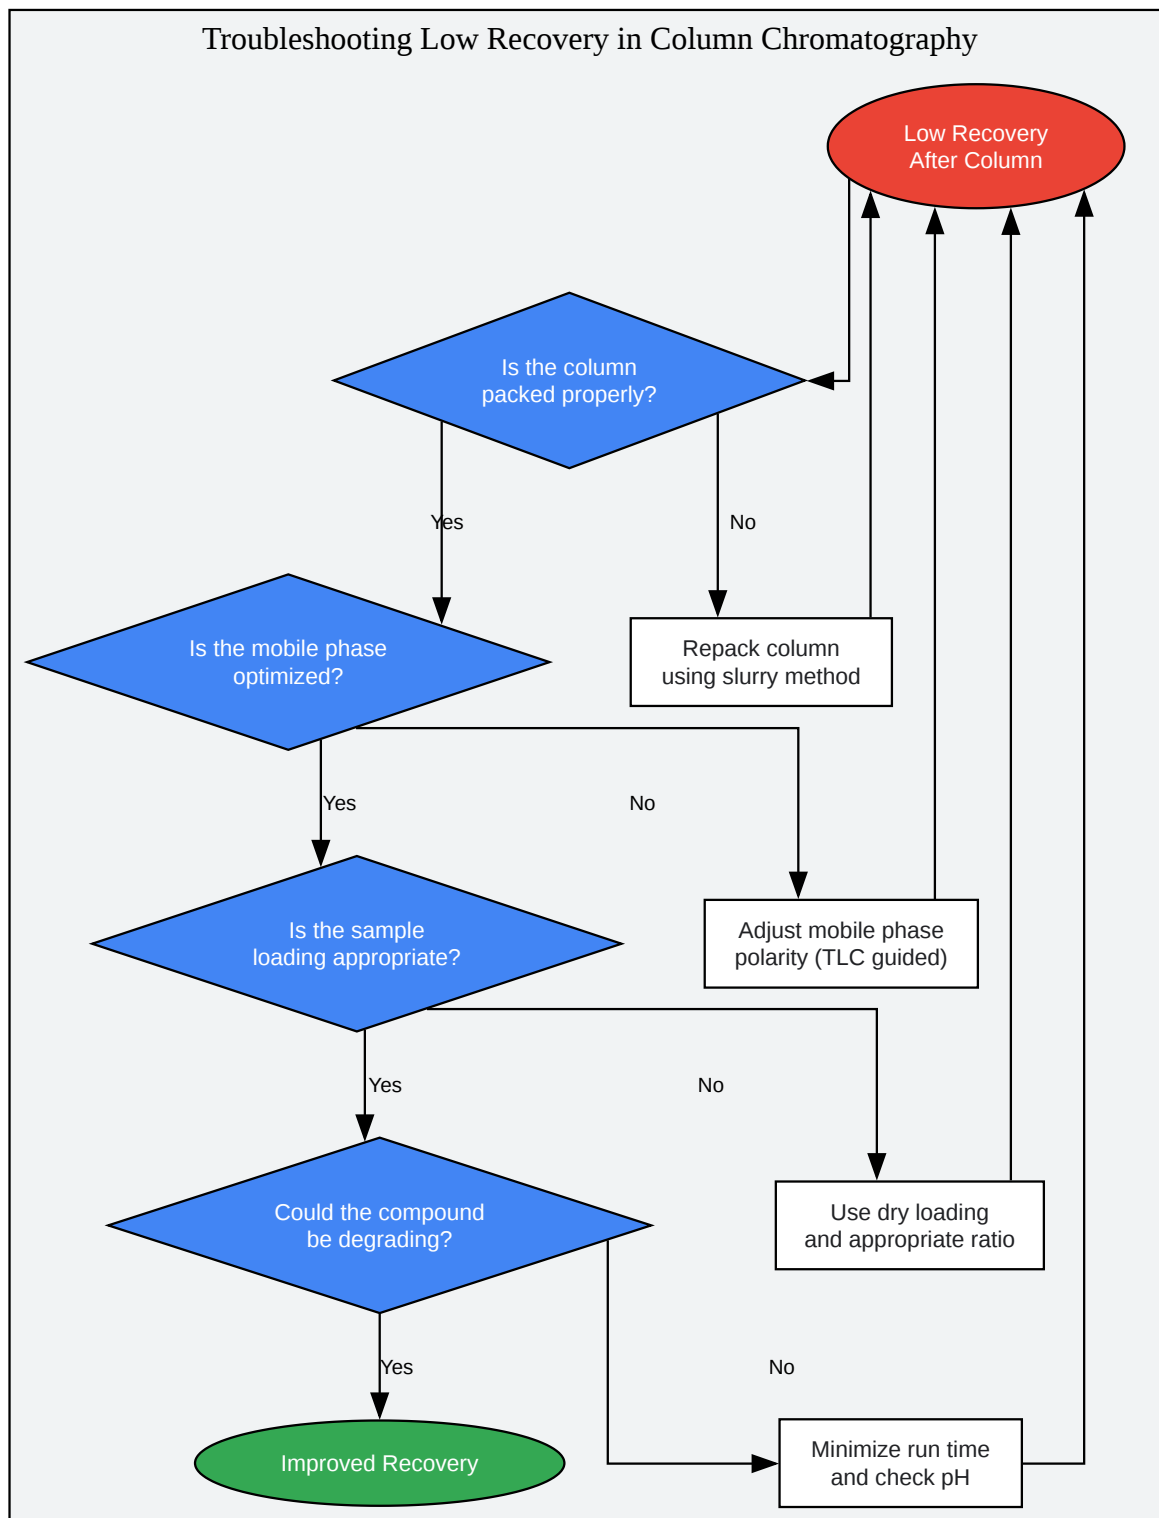 Troubleshooting Low Recovery in Column Chromatography
Low Recovery
After Column
Is the column
packed properly?
Yes
No
Is the mobile phase
optimized?
Repack column
using slurry method
Yes
No
Is the sample
loading appropriate?
Adjust mobile phase
polarity (TLC guided)
Yes
No
Could the compound
be degrading?
Use dry loading
and appropriate ratio
Yes
No
Improved Recovery
Minimize run time
and check pH